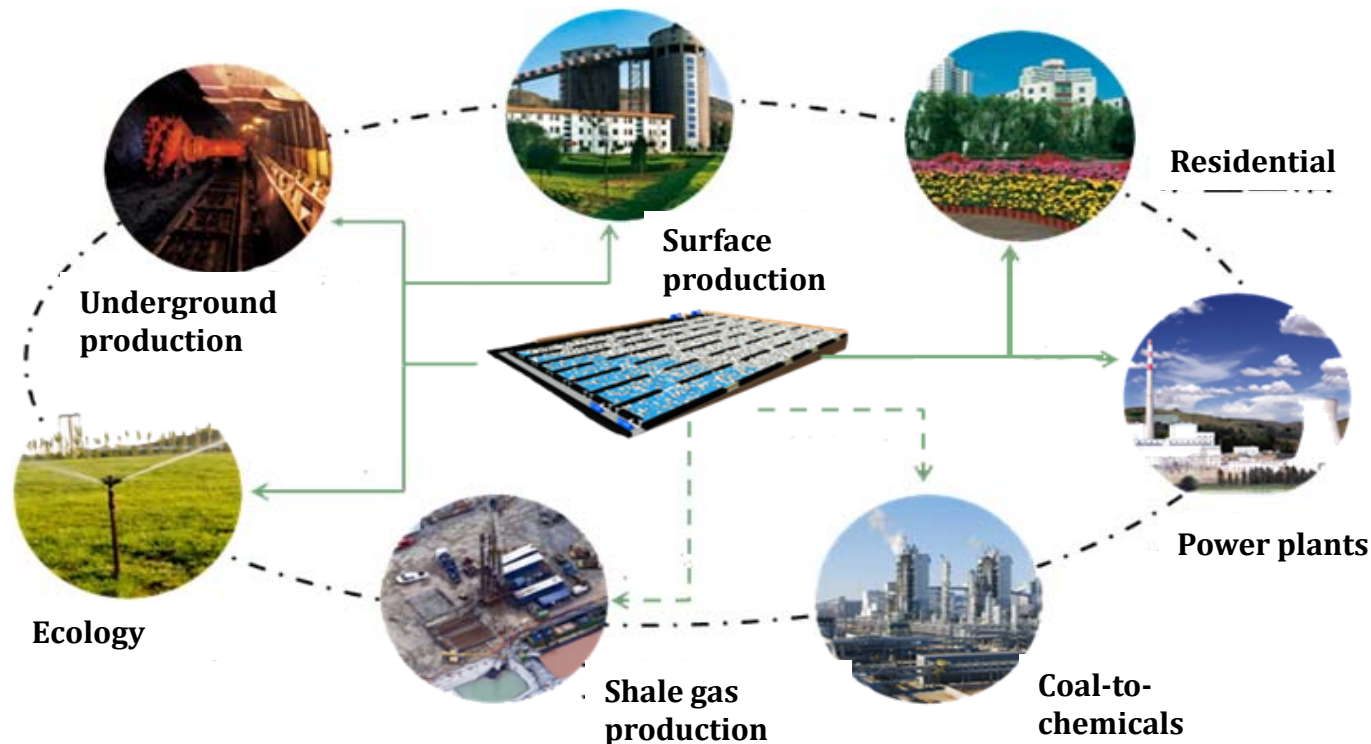 Residential
Surface
production
Underground
production
Power plants
Ecology
Shale gas
production
Coal-to-
chemicals